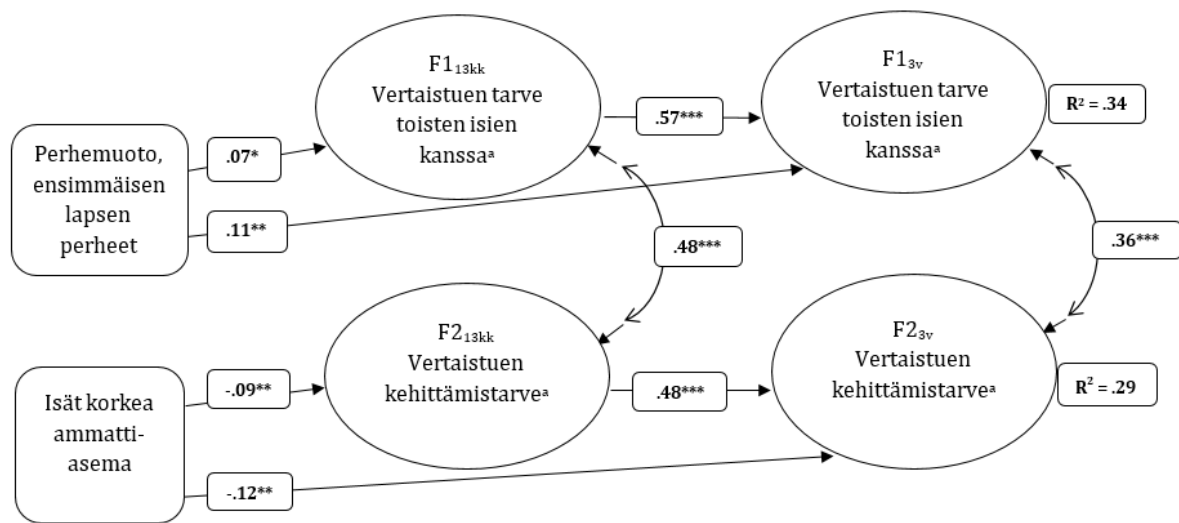 F1₁₃ₖₖ
Vertaistuen tarve
toisten isien
kanssaᵃ
.57***
F1₃ᵥ
Vertaistuen tarve
toisten isien
kanssaᵃ
R² = .34
Perhemuoto,
ensimmäisen
lapsen
perheet
.07*
.11**
.48***
.36***
F2₁₃ₖₖ
Vertaistuen
kehittämistarveᵃ
.48***
F2₃ᵥ
Vertaistuen
kehittämistarveᵃ
R² = .29
Isät korkea
ammatti-
asema
-.09**
-.12**